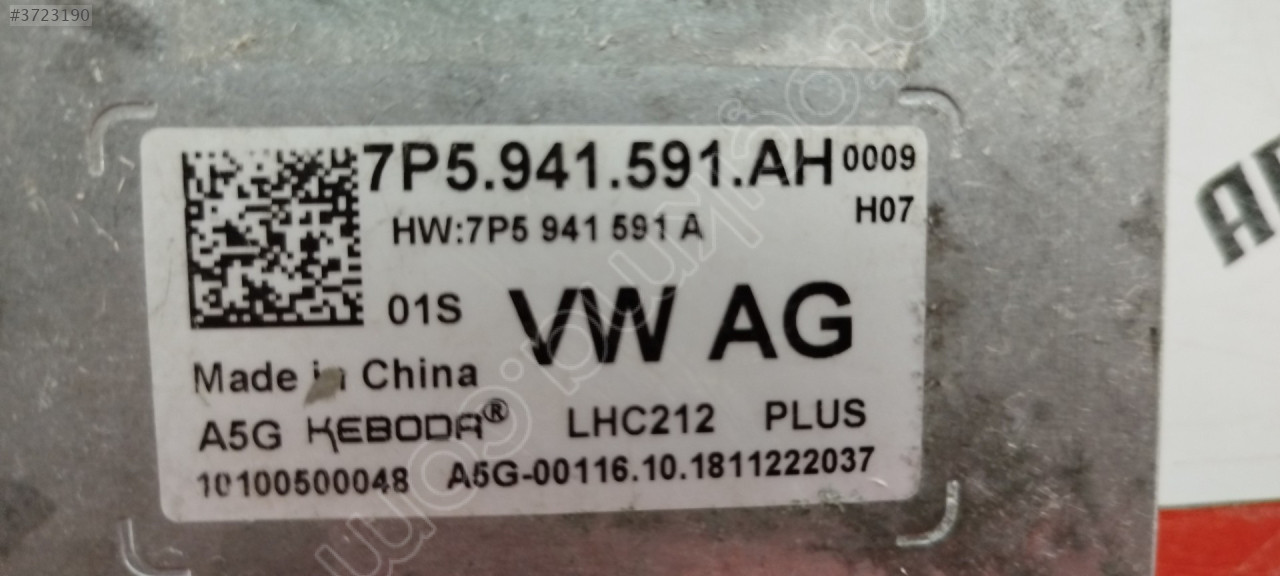 #3723190
7P5.941.591.AH 0009
H07
HW:7P5 941 591 A
01S VW AG
Made in China
A5G KEBODA® LHC212 PLUS
10100500048 A5G-00116.10.1811222037